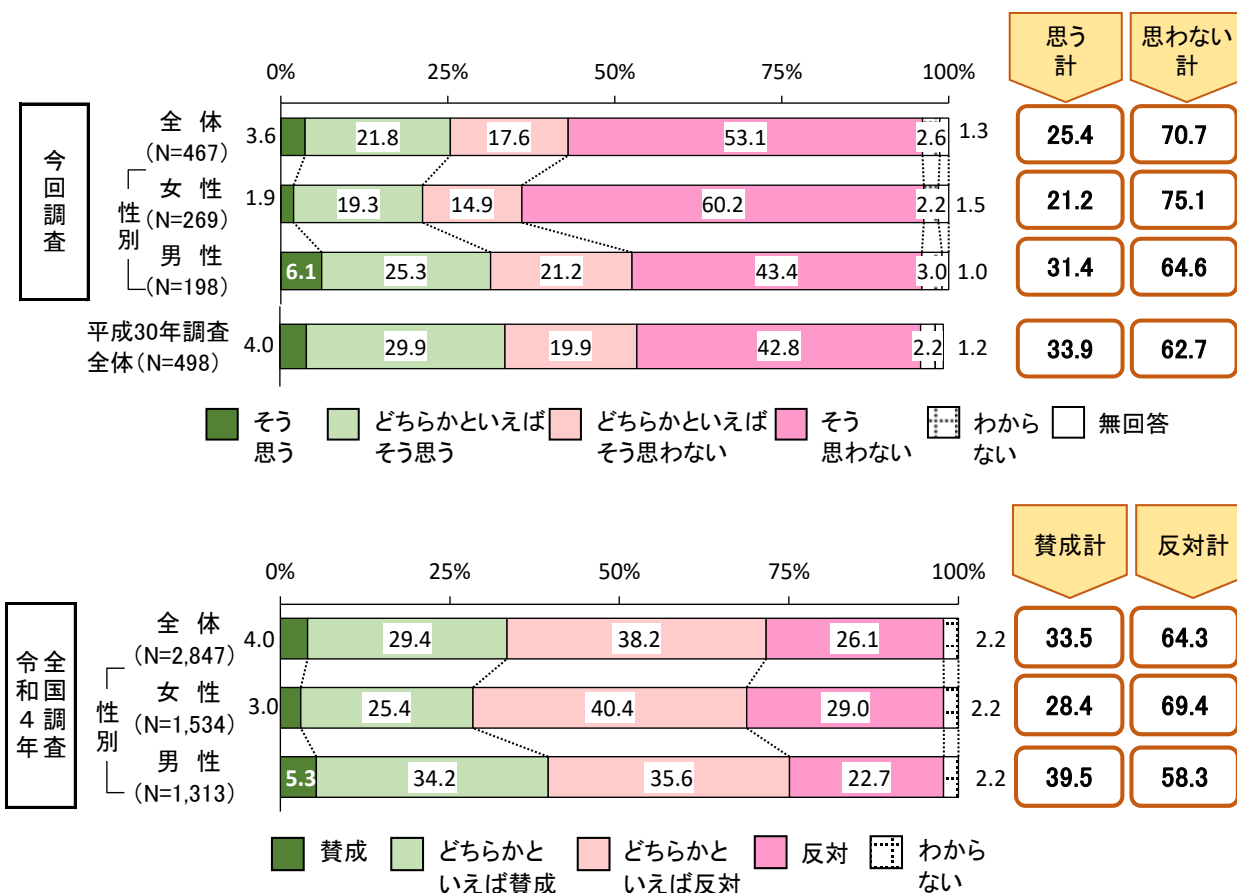 思う
計
思わない
計
0%
25%
50%
75%
100%
今回調査
性別
全 体
(N=467)
3.6
21.8
17.6
53.1
2.6
1.3
25.4
70.7
女 性
(N=269)
1.9
19.3
14.9
60.2
2.2
1.5
21.2
75.1
男 性
(N=198)
6.1
25.3
21.2
43.4
3.0
1.0
31.4
64.6
平成30年調査
全体(N=498)
4.0
29.9
19.9
42.8
2.2
1.2
33.9
62.7
そう
思う
どちらかといえば
そう思う
どちらかといえば
そう思わない
そう
思わない
わから
ない
無回答
賛成計
反対計
0%
25%
50%
75%
100%
全国調査
令和4年
性別
全 体
(N=2,847)
4.0
29.4
38.2
26.1
2.2
33.5
64.3
女 性
(N=1,534)
3.0
25.4
40.4
29.0
2.2
28.4
69.4
男 性
(N=1,313)
5.3
34.2
35.6
22.7
2.2
39.5
58.3
賛成
どちらかと
いえば賛成
どちらかと
いえば反対
反対
わから
ない